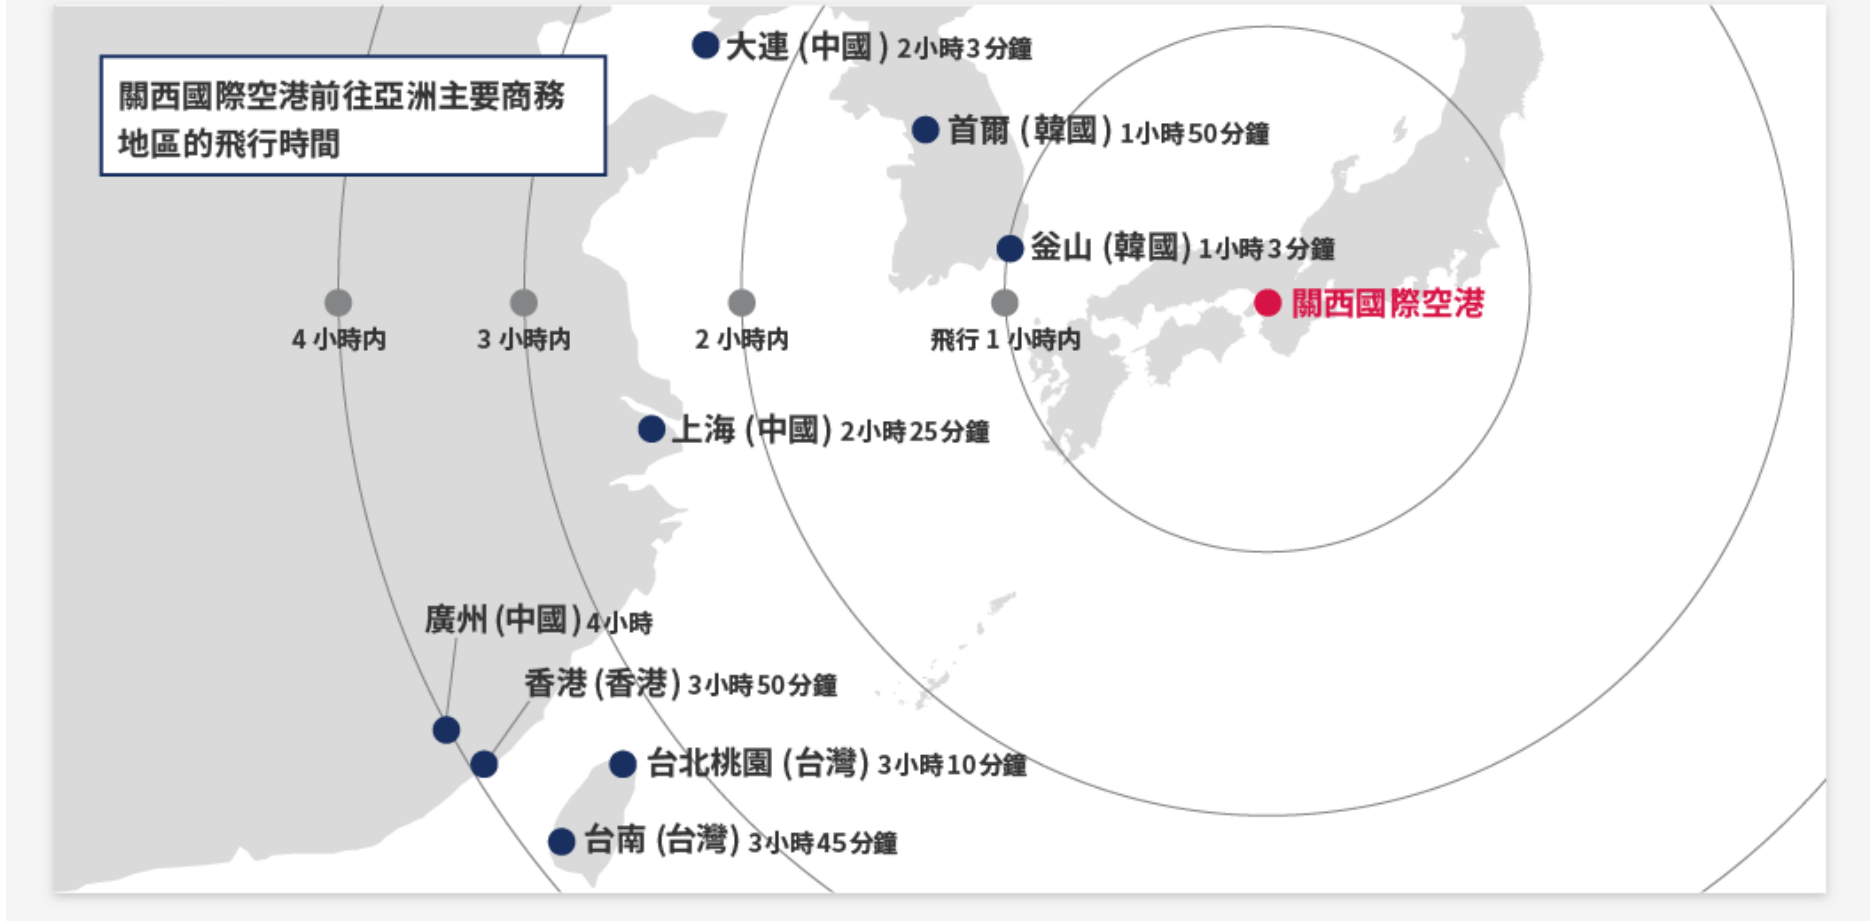 關西國際空港前往亞洲主要商務
地區的飛行時間
大連 (中國) 2小時3分鐘
首爾 (韓國) 1小時50分鐘
釜山 (韓國) 1小時3分鐘
關西國際空港
4 小時內
3 小時內
2 小時內
飛行 1 小時內
上海 (中國) 2小時25分鐘
廣州 (中國) 4小時
香港 (香港) 3小時50分鐘
台北桃園 (台灣) 3小時10分鐘
台南 (台灣) 3小時45分鐘